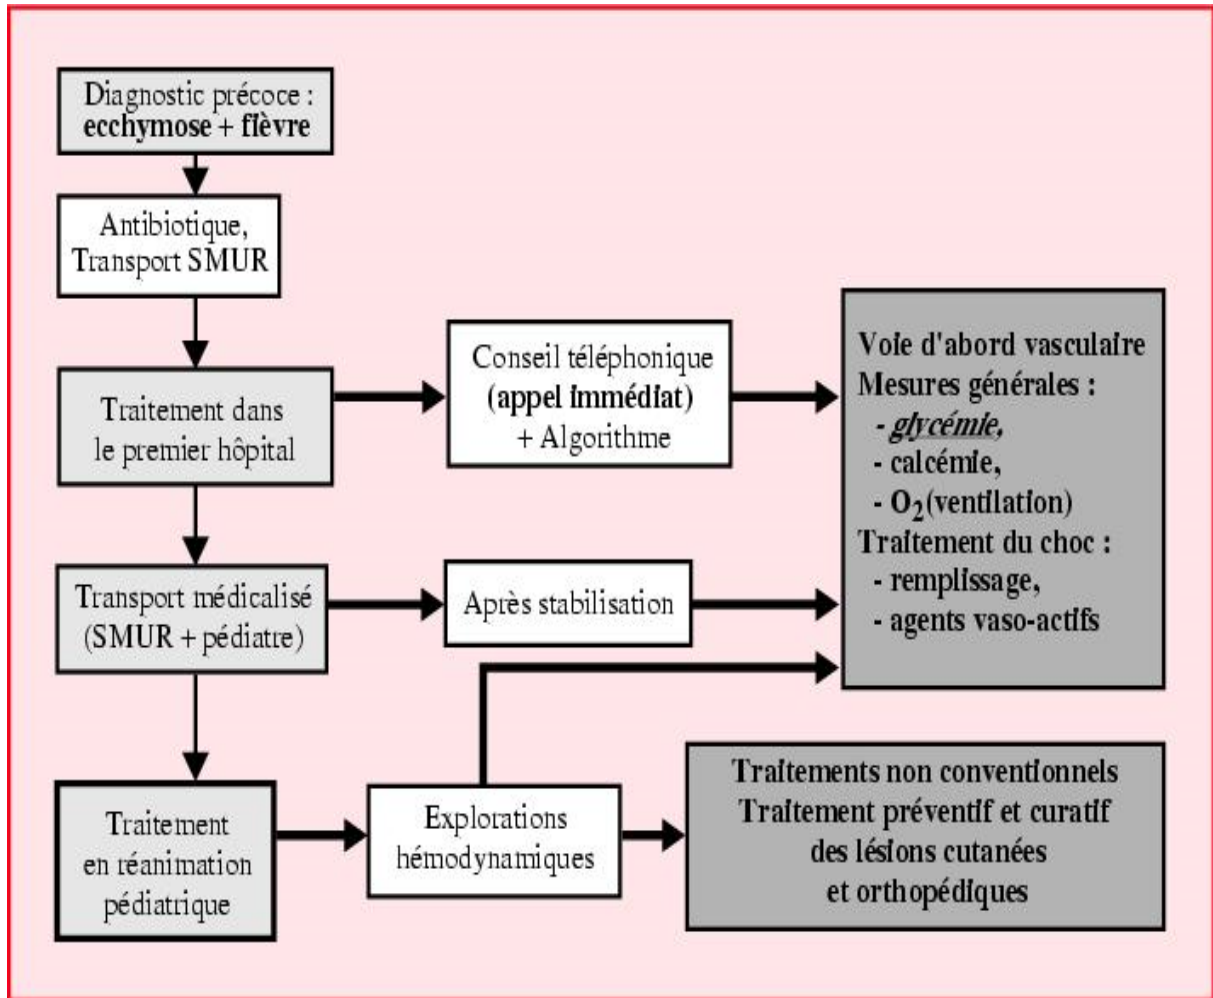 Diagnostic précoce :
ecchymose + fièvre
Antibiotique,
Transport SMUR
Traitement dans
le premier hôpital
Conseil téléphonique
(appel immédiat)
+ Algorithme
Voie d'abord vasculaire
Mesures générales :
- glycémie,
- calcémie,
- O₂(ventilation)
Traitement du choc :
- remplissage,
- agents vaso-actifs
Transport médicalisé
(SMUR + pédiatre)
Après stabilisation
Traitement
en réanimation
pédiatrique
Explorations
hémodynamiques
Traitements non conventionnels
Traitement préventif et curatif
des lésions cutanées
et orthopédiques